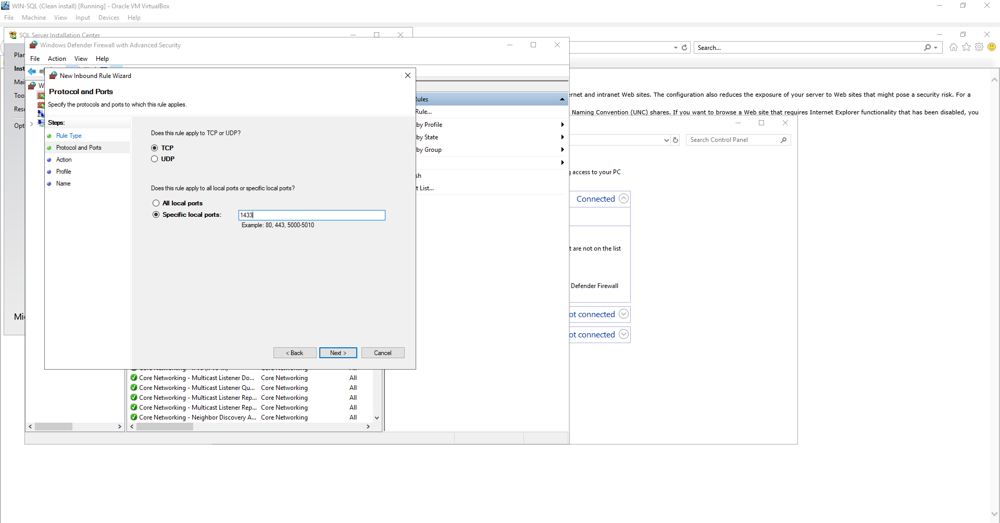 WIN-SQL (Clean install) [Running] - Oracle VM VirtualBox
File Machine View Input Devices Help
SQL Server Installation Center
Windows Defender Firewall with Advanced Security
Search...
File Action View Help
New Inbound Rule Wizard
Protocol and Ports
Specify the protocols and ports to which this rule applies.
Steps:
Rule Type
Protocol and Ports
Action
Profile
Name
Does this rule apply to TCP or UDP?
TCP
UDP
Does this rule apply to all local ports or specific local ports?
All local ports
Specific local ports: 1433
Example: 80, 443, 5000-5010
< Back Next > Cancel
Core Networking - Multicast Listener Do... Core Networking All
Core Networking - Multicast Listener Qu... Core Networking All
Core Networking - Multicast Listener Rep... Core Networking All
Core Networking - Multicast Listener Rep... Core Networking All
Core Networking - Neighbor Discovery A... Core Networking All
Rules
Rule...
by Profile
by State
by Group
sh
t List...
ernet and intranet Web sites. The configuration also reduces the exposure of your server to Web sites that might pose a security risk. For a
Naming Convention (UNC) shares. If you want to browse a Web site that requires Internet Explorer functionality that has been disabled, you
Search Control Panel
access to your PC
Connected
t are not on the list
Defender Firewall
ot connected
ot connected
Plar
Inst
Mai
Too
Res
Opt
Mi
W